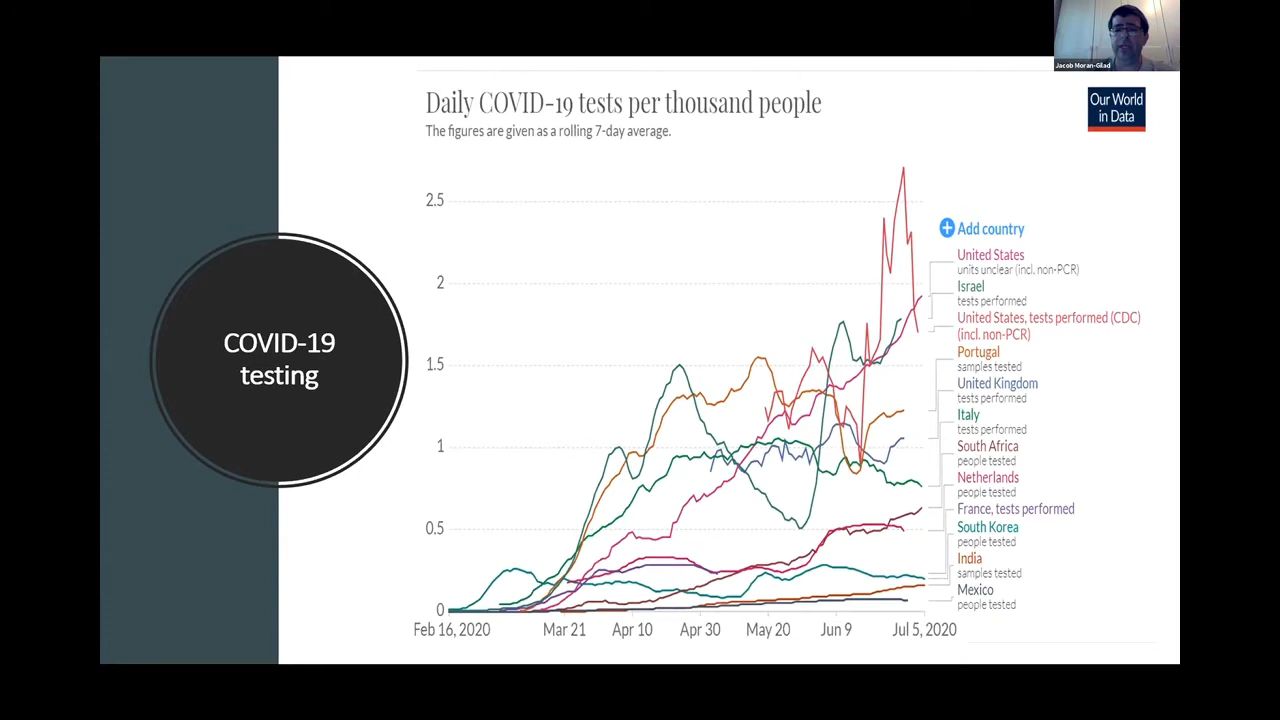 Jacob Moran-Gilad
COVID-19
testing
Daily COVID-19 tests per thousand people
The figures are given as a rolling 7-day average.
Our World
in Data
2.5
2
1.5
1
0.5
0
Feb 16, 2020
Mar 21
Apr 10
Apr 30
May 20
Jun 9
Jul 5, 2020
Add country
United States
units unclear (incl. non-PCR)
Israel
tests performed
United States, tests performed (CDC)
(incl. non-PCR)
Portugal
samples tested
United Kingdom
tests performed
Italy
tests performed
South Africa
people tested
Netherlands
people tested
France, tests performed
South Korea
people tested
India
samples tested
Mexico
people tested